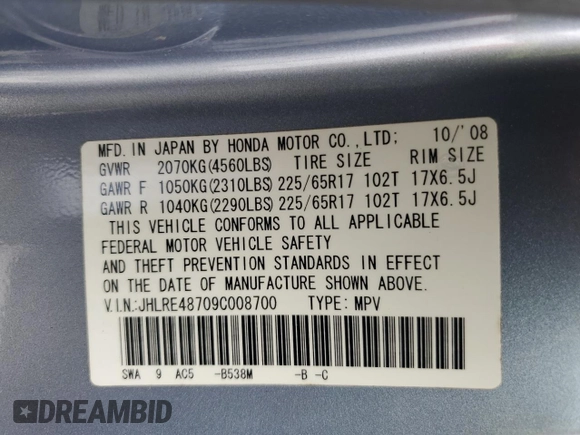 MFD. IN JAPAN BY HONDA MOTOR CO.,LTD; 10/'08
GVWR 2070KG(4560LBS) TIRE SIZE RIM SIZE
GAWR F 1050KG(2310LBS) 225/65R17 102T 17X6.5J
GAWR R 1040KG(2290LBS) 225/65R17 102T 17X6.5J
THIS VEHICLE CONFORMS TO ALL APPLICABLE
FEDERAL MOTOR VEHICLE SAFETY
AND THEFT PREVENTION STANDARDS IN EFFECT
ON THE DATE OF MANUFACTURE SHOWN ABOVE.
V.I.N.:JHLRE48709C008700 TYPE: MPV
SWA 9 AC5 -B538M -B -C
DREAMBID